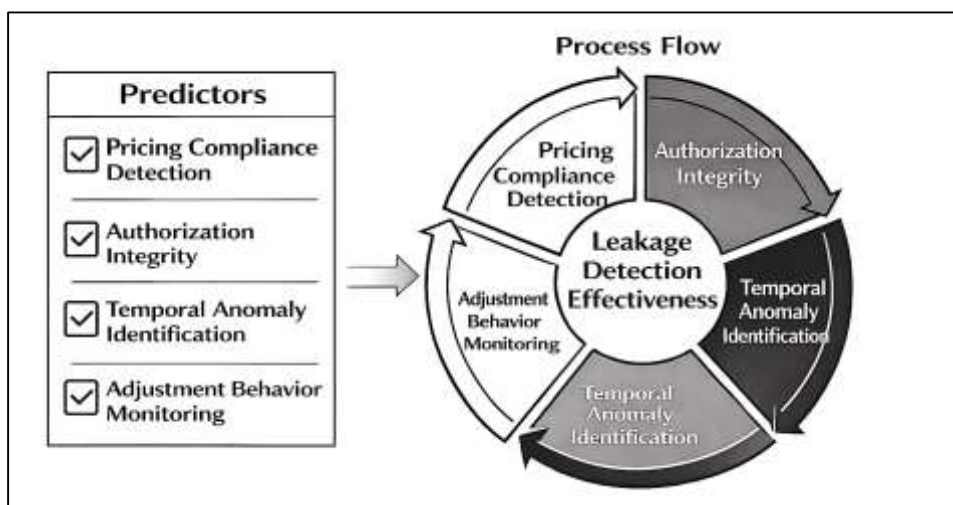 Predictors
Pricing Compliance
Detection
Authorization
Integrity
Temporal Anomaly
Identification
Adjustment Behavior
Monitoring
Process Flow
Pricing
Compliance
Detection
Authorization
Integrity
Temporal
Anomaly
Identification
Temporal
Anomaly
Identification
Adjustment
Behavior
Monitoring
Leakage
Detection
Effectiveness